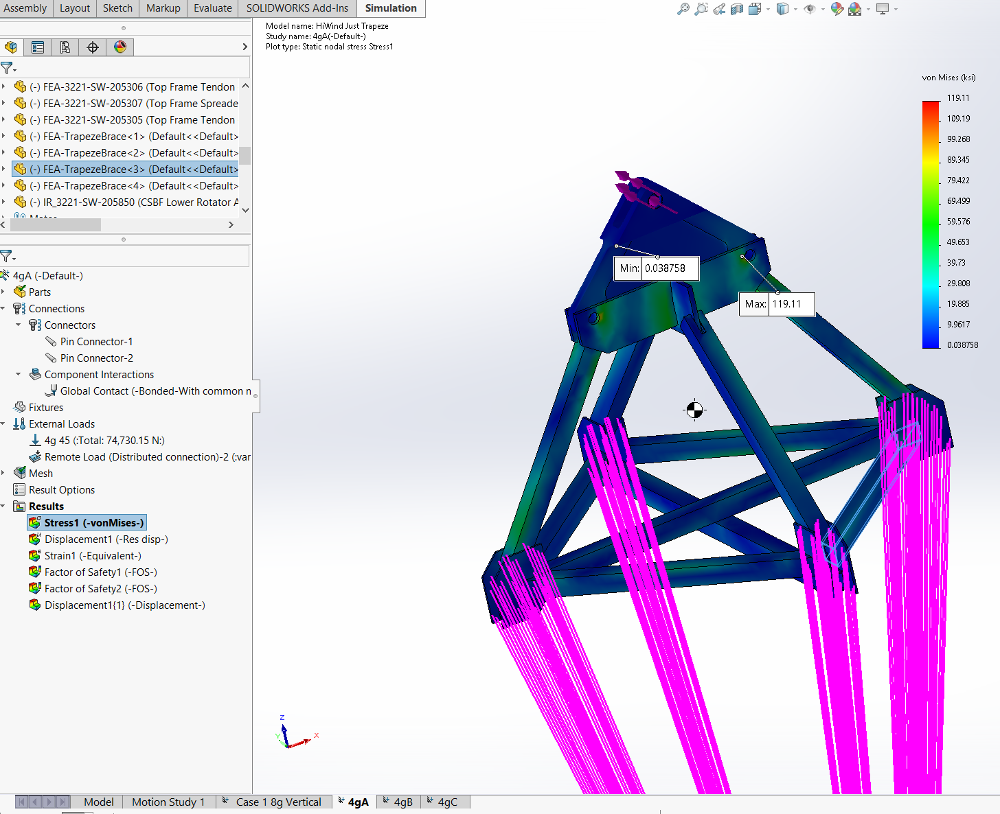 Assembly Layout Sketch Markup Evaluate SOLIDWORKS Add-Ins Simulation
Model name: HiWind Just Trapeze
Study name: 4gA(-Default-)
Plot type: Static nodal stress Stress1
(-) FEA-3221-SW-205306 (Top Frame Tendon
(-) FEA-3221-SW-205307 (Top Frame Spreade
(-) FEA-3221-SW-205305 (Top Frame Tendon
(-) FEA-TrapezeBrace<1> (Default<<Default>
(-) FEA-TrapezeBrace<2> (Default<<Default>
(-) FEA-TrapezeBrace<3> (Default<<Default>
(-) FEA-TrapezeBrace<4> (Default<<Default>
(-) IR_3221-SW-205850 (CSBF Lower Rotator A
4gA (-Default-)
Parts
Connections
Connectors
Pin Connector-1
Pin Connector-2
Component Interactions
Global Contact (-Bonded-With common n
Fixtures
External Loads
4g 45 (:Total: 74,730.15 N:)
Remote Load (Distributed connection)-2 (:var
Mesh
Result Options
Results
Stress1 (-vonMises-)
Displacement1 (-Res disp-)
Strain1 (-Equivalent-)
Factor of Safety1 (-FOS-)
Factor of Safety2 (-FOS-)
Displacement1{1} (-Displacement-)
von Mises (ksi)
119.11
109.19
99.268
89.345
79.422
69.499
59.576
49.653
39.73
29.808
19.885
9.9617
0.038758
Min: 0.038758
Max: 119.11
Z
Y
X
Model Motion Study 1 Case 1 8g Vertical 4gA 4gB 4gC